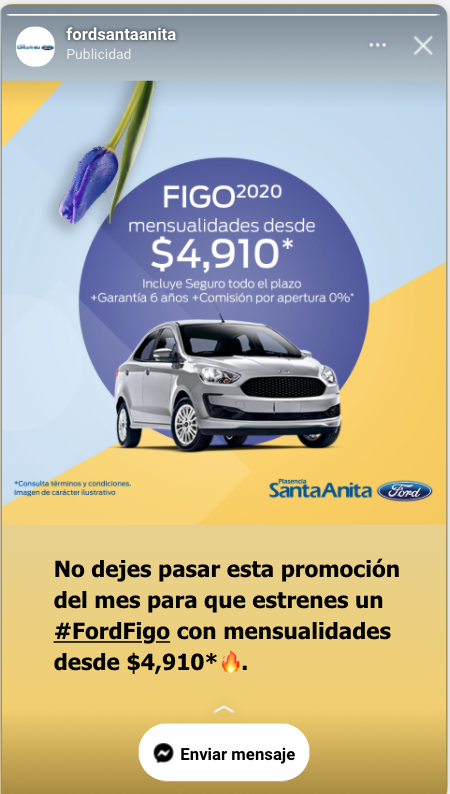 fordsantaanita
Publicidad
FIGO2020
mensualidades desde
$4,910*
Incluye Seguro todo el plazo
+Garantía 6 años +Comisión por apertura 0%*
*Consulta términos y condiciones.
Imagen de carácter ilustrativo
Plasencia
SantaAnita Ford
No dejes pasar esta promoción
del mes para que estrenes un
#FordFigo con mensualidades
desde $4,910*🔥.
Enviar mensaje